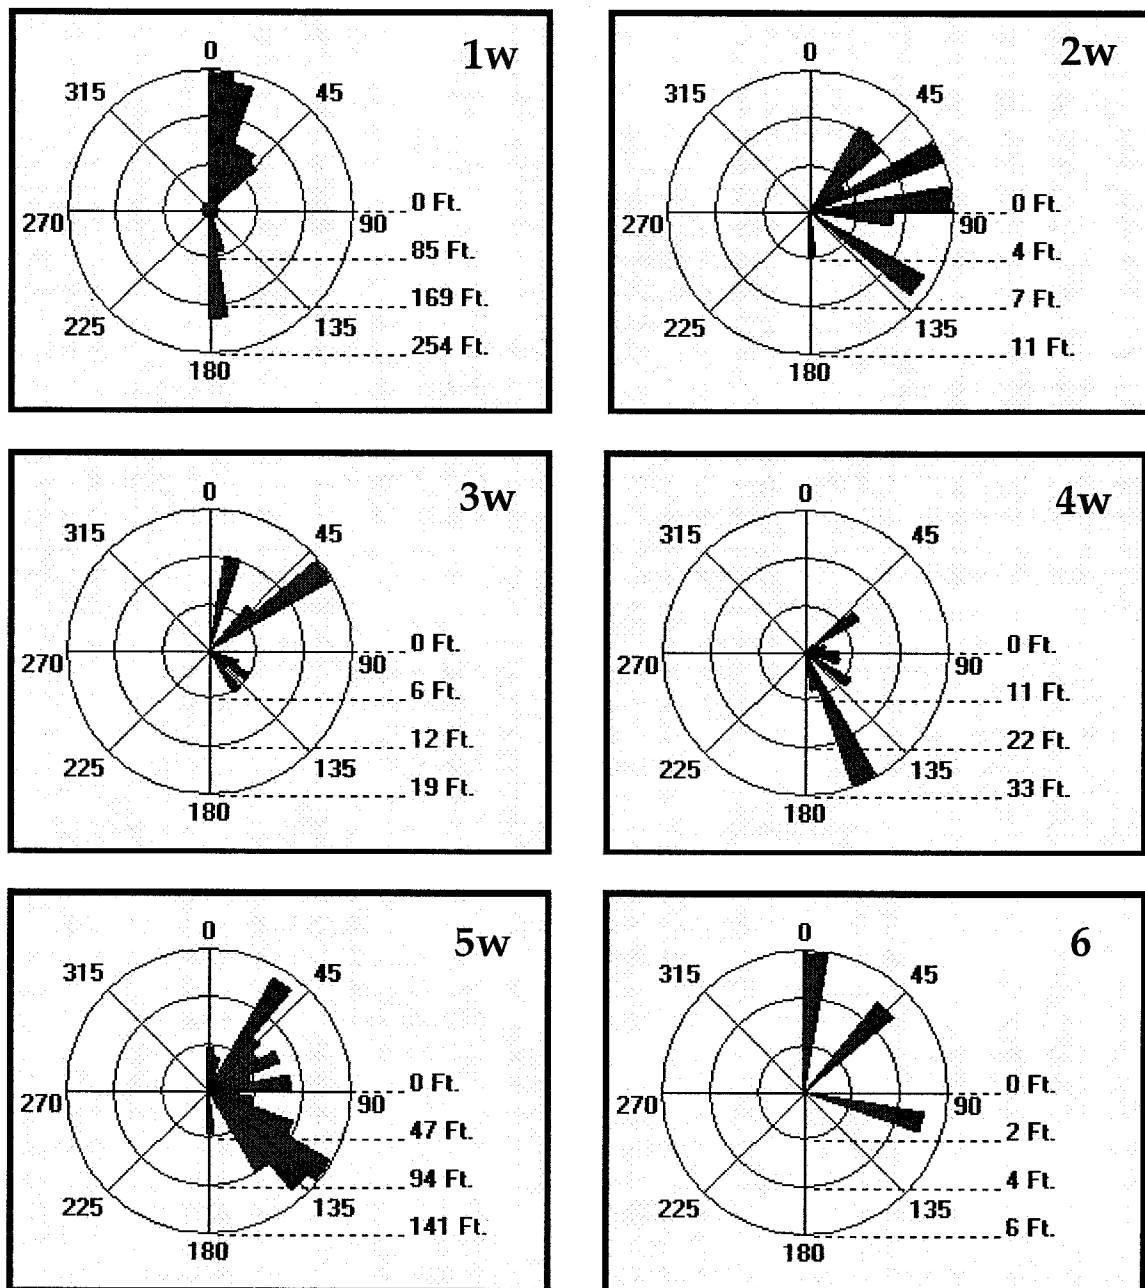 1w
0
315
45
0 Ft.
270
90
85 Ft.
169 Ft.
225
135
254 Ft.
180
2w
0
315
45
0 Ft.
270
90
4 Ft.
7 Ft.
225
135
11 Ft.
180
3w
0
315
45
0 Ft.
270
90
6 Ft.
12 Ft.
225
135
19 Ft.
180
4w
0
315
45
0 Ft.
270
90
11 Ft.
22 Ft.
225
135
33 Ft.
180
5w
0
315
45
0 Ft.
270
90
47 Ft.
94 Ft.
225
135
141 Ft.
180
6
0
315
45
0 Ft.
270
90
2 Ft.
4 Ft.
225
135
6 Ft.
180